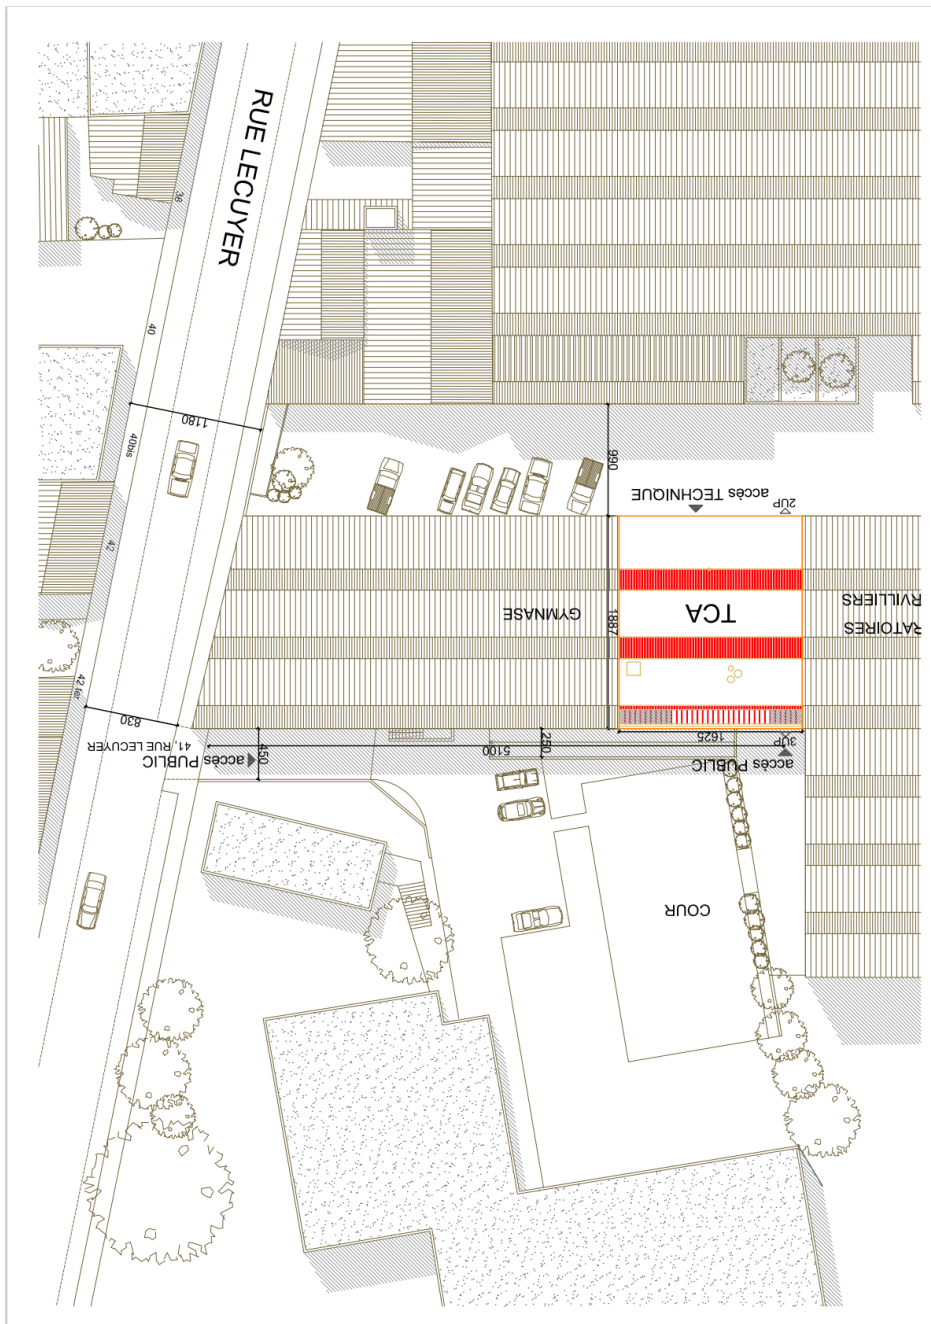 RUE LECUYER
38
40
1180
40bis
990
accès TECHNIQUE
2UP
42
RVILLIERS
GYMNASE
1887
TCA
RATOIRES
42 ter
830
1625
3UP
41, RUE LECUYER
450
5100
250
accès PUBLIC
accès PUBLIC
COUR